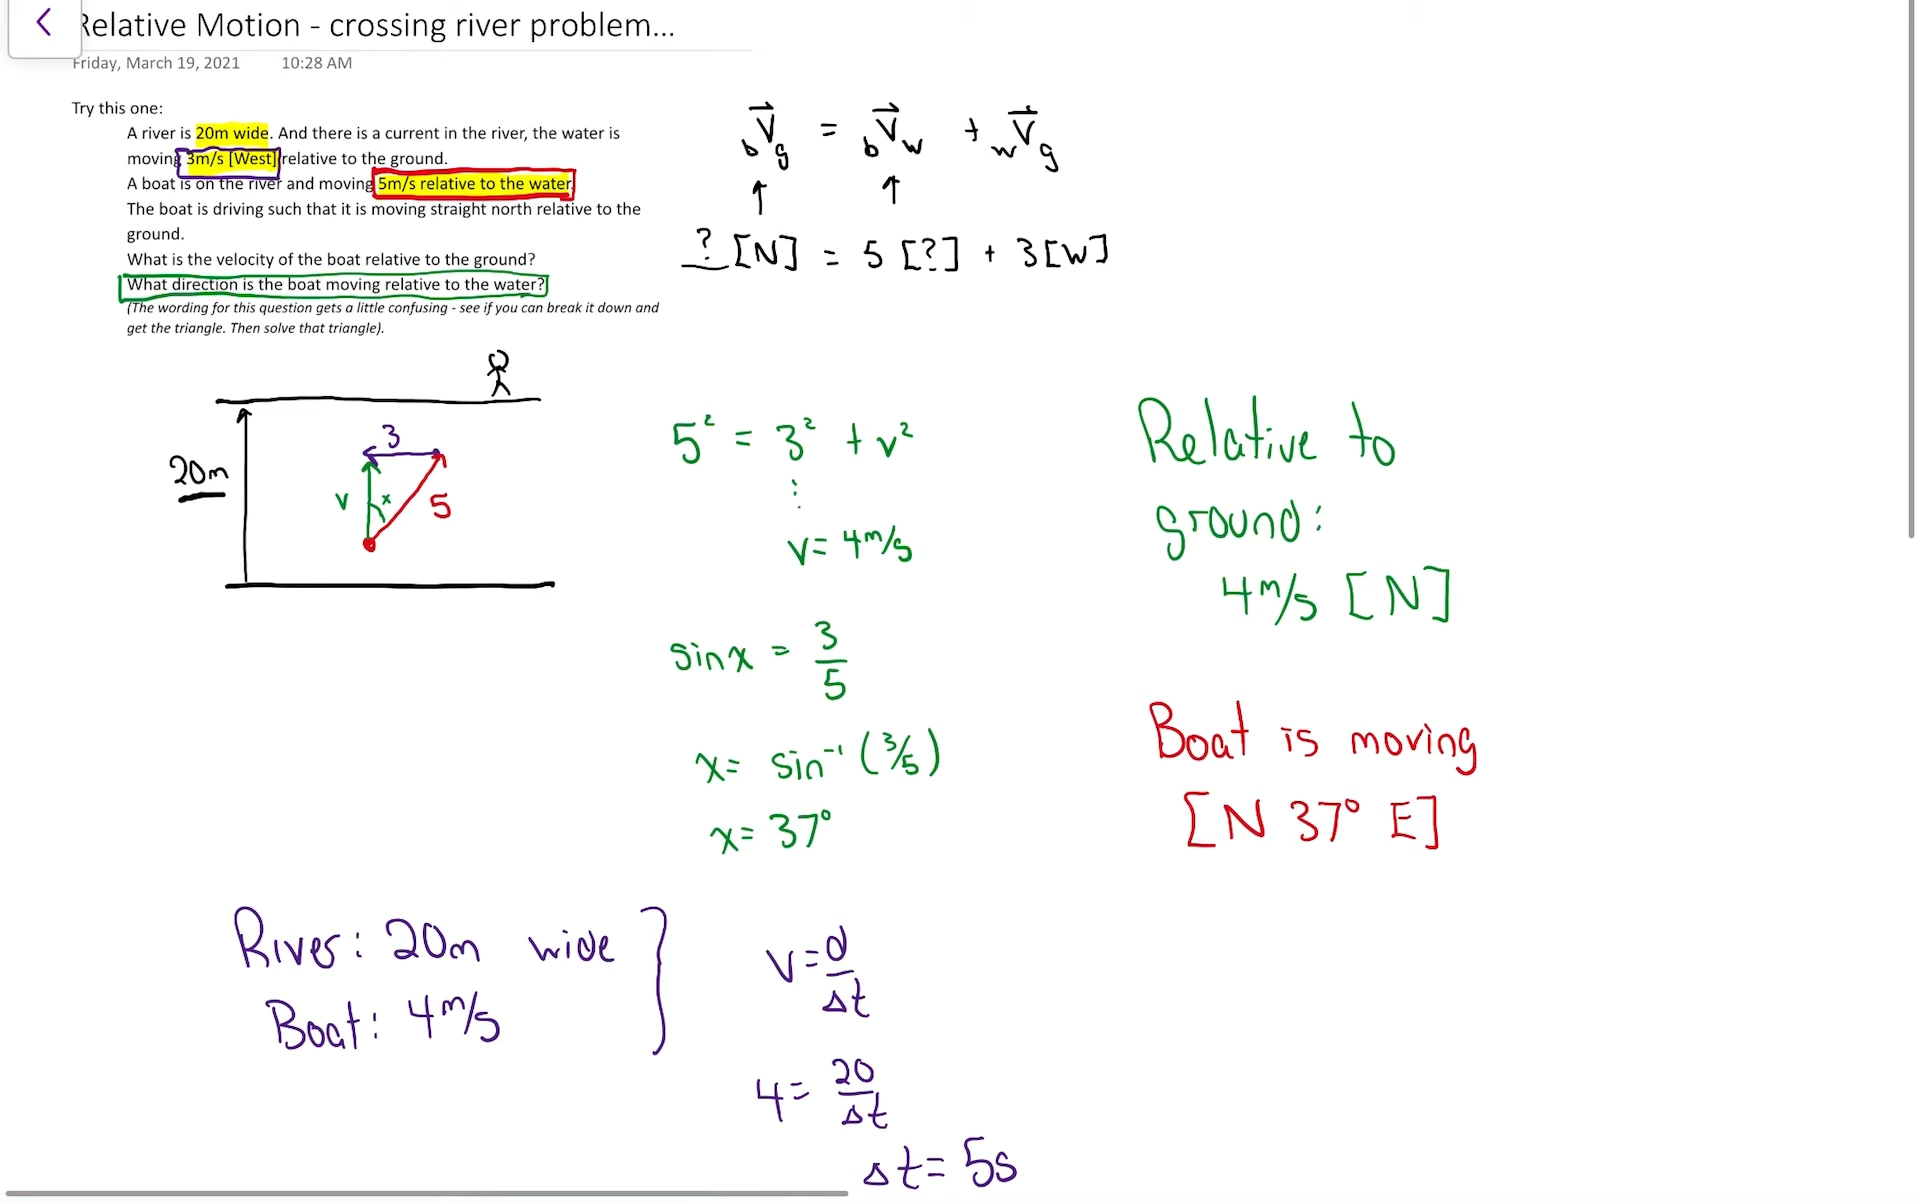 Relative Motion - crossing river problem...
Friday, March 19, 2021 10:28 AM
Try this one:
A river is 20m wide. And there is a current in the river, the water is
moving 3m/s [West] relative to the ground.
A boat is on the river and moving 5m/s relative to the water.
The boat is driving such that it is moving straight north relative to the
ground.
What is the velocity of the boat relative to the ground?
What direction is the boat moving relative to the water?
(The wording for this question gets a little confusing - see if you can break it down and
get the triangle. Then solve that triangle).
bVg = bVw + wVg
? [N] = 5 [?] + 3[W]
20m
3
v
x
5
5² = 3² + v²
⋮
v= 4m/s
sinx = 3/5
x= sin⁻¹ (3/5)
x= 37°
Relative to
ground:
4m/s [N]
Boat is moving
[N 37° E]
River: 20m wide
Boat: 4m/s
v=d/Δt
4= 20/Δt
Δt= 5s